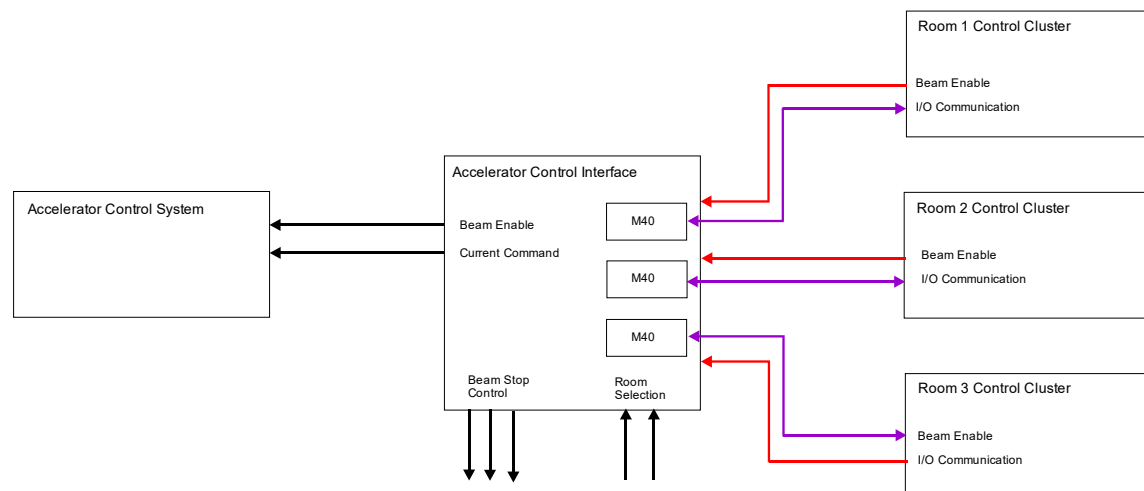 Room 1 Control Cluster
Beam Enable
I/O Communication
Accelerator Control Interface
Accelerator Control System
M40
Beam Enable
Current Command
M40
M40
Beam Stop
Control
Room
Selection
Room 2 Control Cluster
Beam Enable
I/O Communication
Room 3 Control Cluster
Beam Enable
I/O Communication